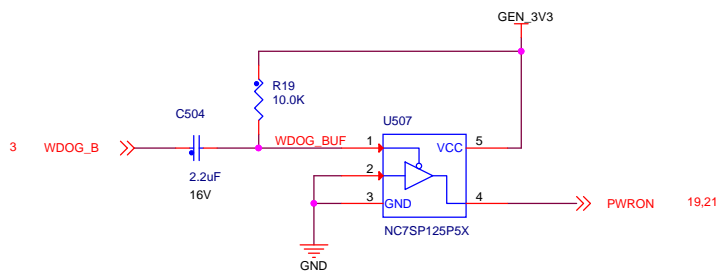 GEN_3V3
R19
10.0K
C504
U507
3 WDOG_B
WDOG_BUF
1
VCC
5
2.2uF
16V
2
3
GND
4
PWRON 19,21
NC7SP125P5X
GND